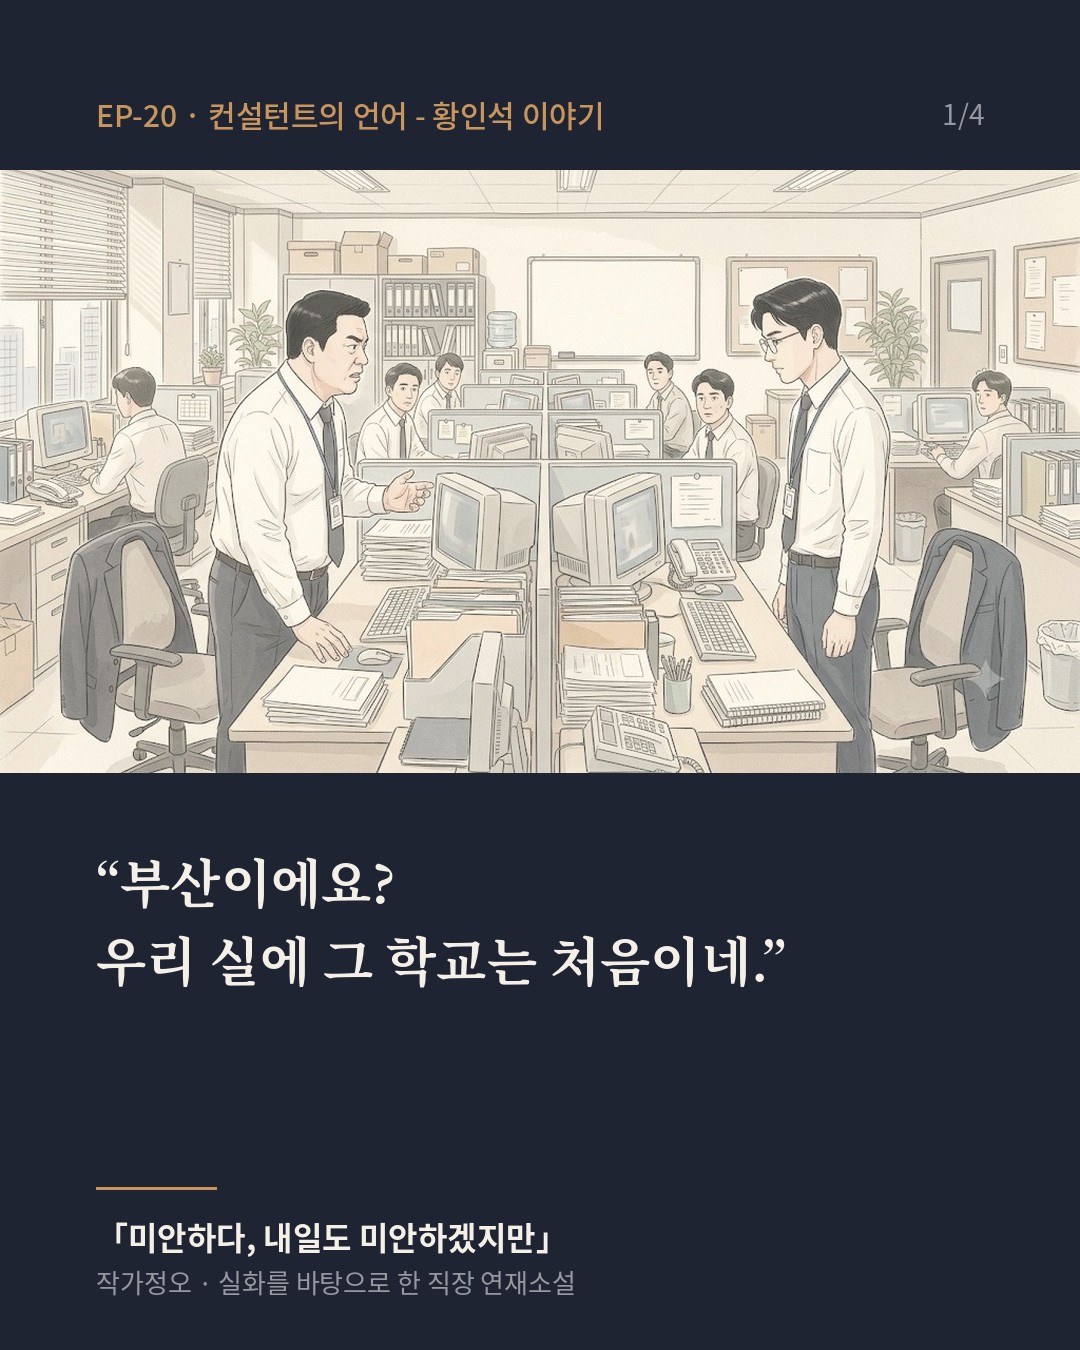 EP-20 · 컨설턴트의 언어 - 황인석 이야기
1/4
“부산이에요?
우리 실에 그 학교는 처음이네.”
「미안하다, 내일도 미안하겠지만」
작가정오 · 실화를 바탕으로 한 직장 연재소설